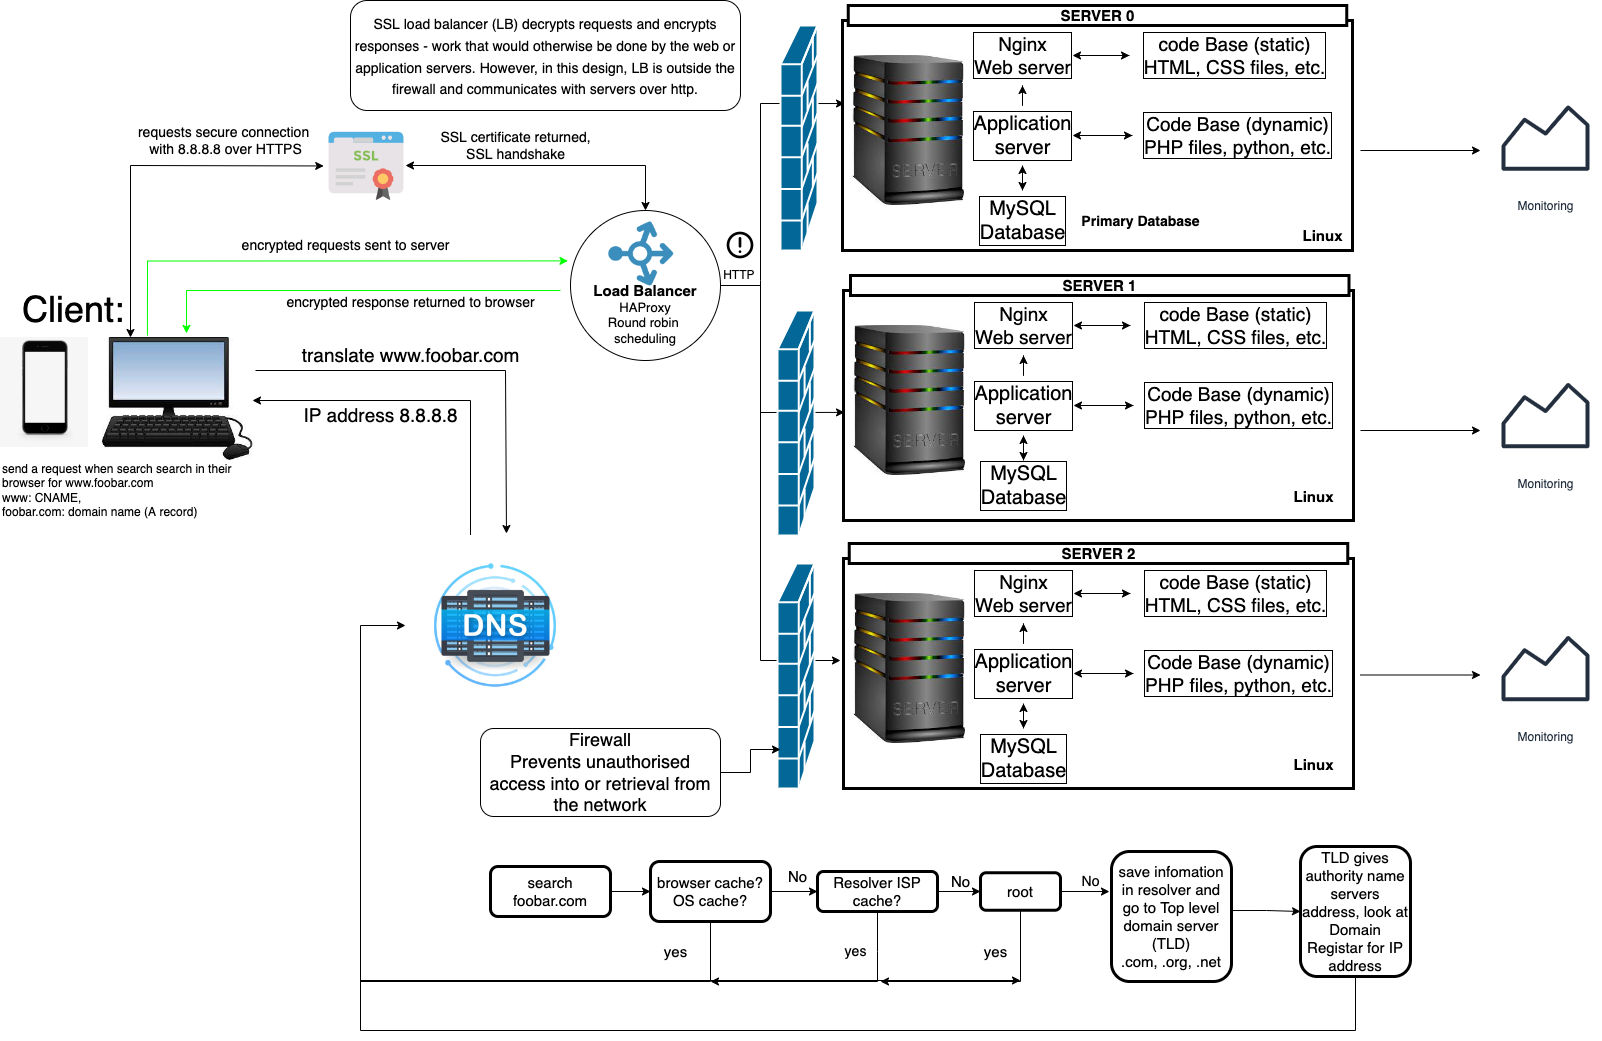 SSL load balancer (LB) decrypts requests and encrypts
responses - work that would otherwise be done by the web or
application servers. However, in this design, LB is outside the
firewall and communicates with servers over http.
requests secure connection
with 8.8.8.8 over HTTPS
SSL
SSL certificate returned,
SSL handshake
encrypted requests sent to server
encrypted response returned to browser
Load Balancer
HAProxy
Round robin
scheduling
HTTP
Client:
translate www.foobar.com
IP address 8.8.8.8
send a request when search search in their
browser for www.foobar.com
www: CNAME,
foobar.com: domain name (A record)
DNS
Firewall
Prevents unauthorised
access into or retrieval from
the network
SERVER 0
SERVER
Nginx
Web server
code Base (static)
HTML, CSS files, etc.
Application
server
Code Base (dynamic)
PHP files, python, etc.
MySQL
Database
Primary Database
Linux
Monitoring
SERVER 1
SERVER
Nginx
Web server
code Base (static)
HTML, CSS files, etc.
Application
server
Code Base (dynamic)
PHP files, python, etc.
MySQL
Database
Linux
Monitoring
SERVER 2
SERVER
Nginx
Web server
code Base (static)
HTML, CSS files, etc.
Application
server
Code Base (dynamic)
PHP files, python, etc.
MySQL
Database
Linux
Monitoring
search
foobar.com
browser cache?
OS cache?
No
Resolver ISP
cache?
No
root
No
save infomation
in resolver and
go to Top level
domain server
(TLD)
.com, .org, .net
TLD gives
authority name
servers
address, look at
Domain
Registar for IP
address
yes
yes
yes